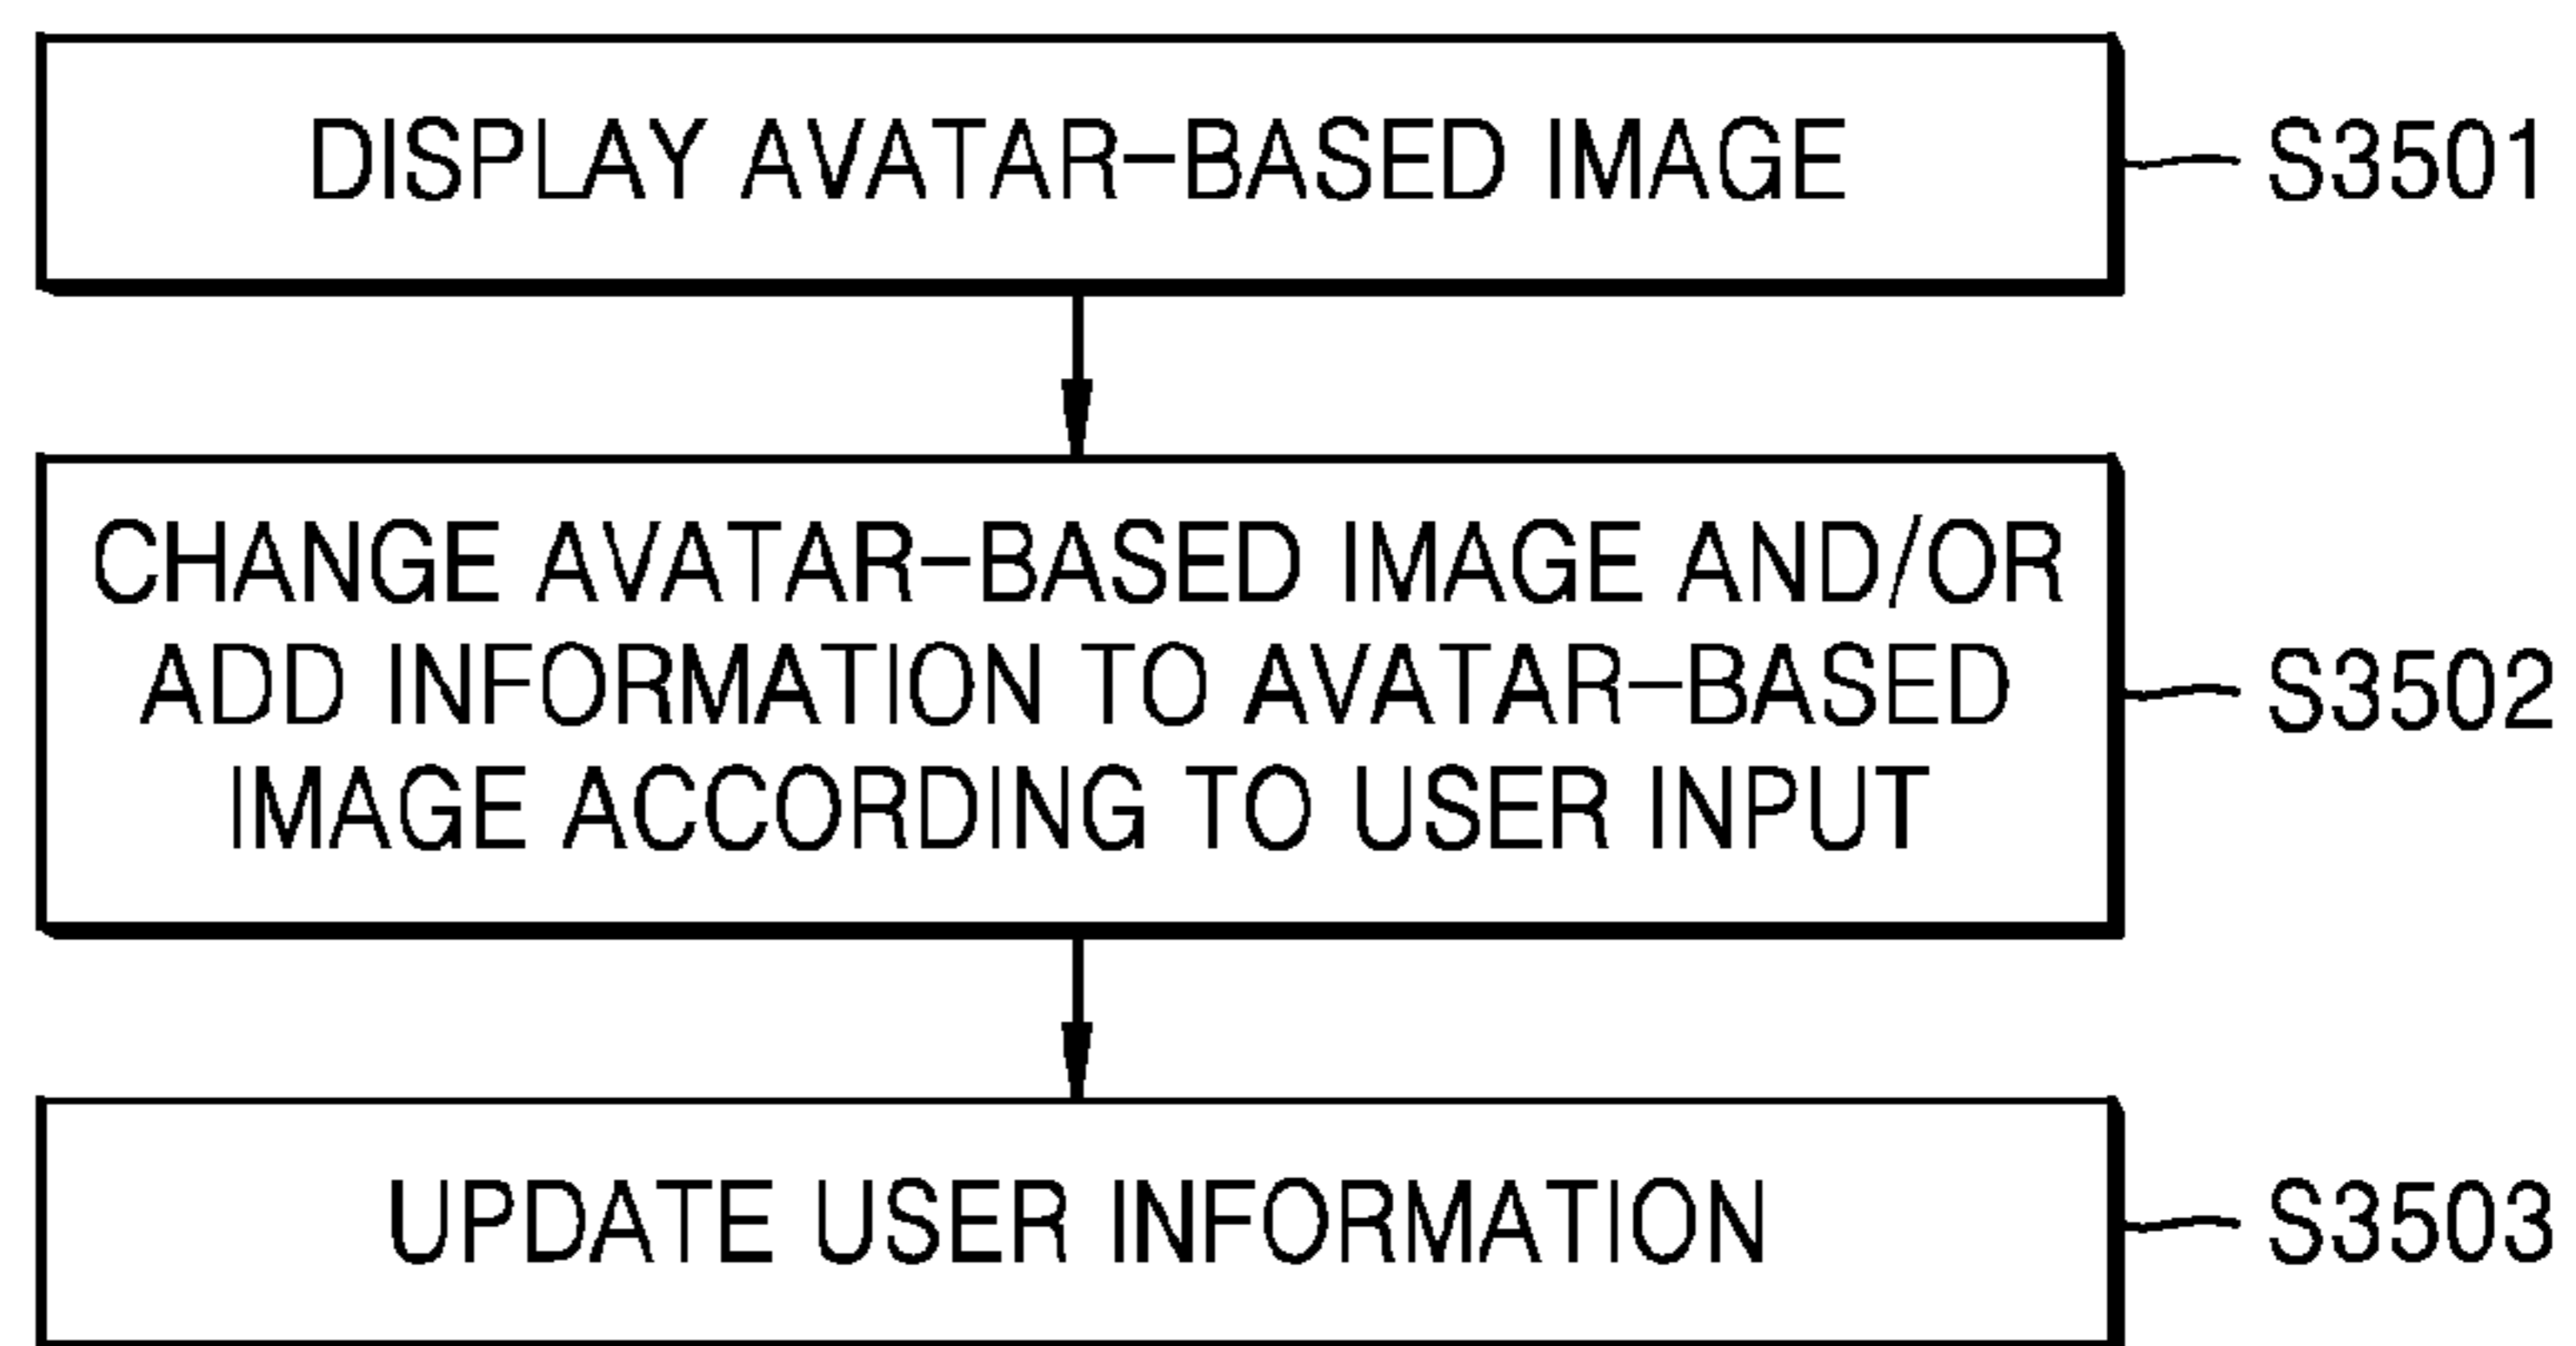 DISPLAY AVATAR-BASED IMAGE
S3501
CHANGE AVATAR-BASED IMAGE AND/OR
ADD INFORMATION TO AVATAR-BASED
IMAGE ACCORDING TO USER INPUT
S3502
UPDATE USER INFORMATION
S3503